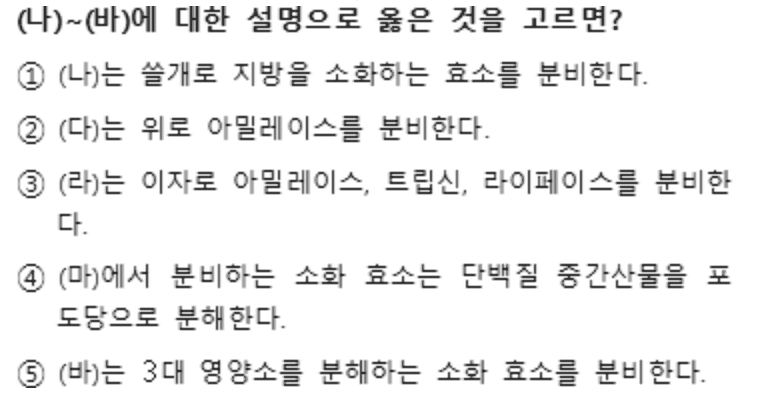 (나)~(바)에 대한 설명으로 옳은 것을 고르면?
① (나)는 쓸개로 지방을 소화하는 효소를 분비한다.
② (다)는 위로 아밀레이스를 분비한다.
③ (라)는 이자로 아밀레이스, 트립신, 라이페이스를 분비한
다.
④ (마)에서 분비하는 소화 효소는 단백질 중간산물을 포
도당으로 분해한다.
⑤ (바)는 3대 영양소를 분해하는 소화 효소를 분비한다.